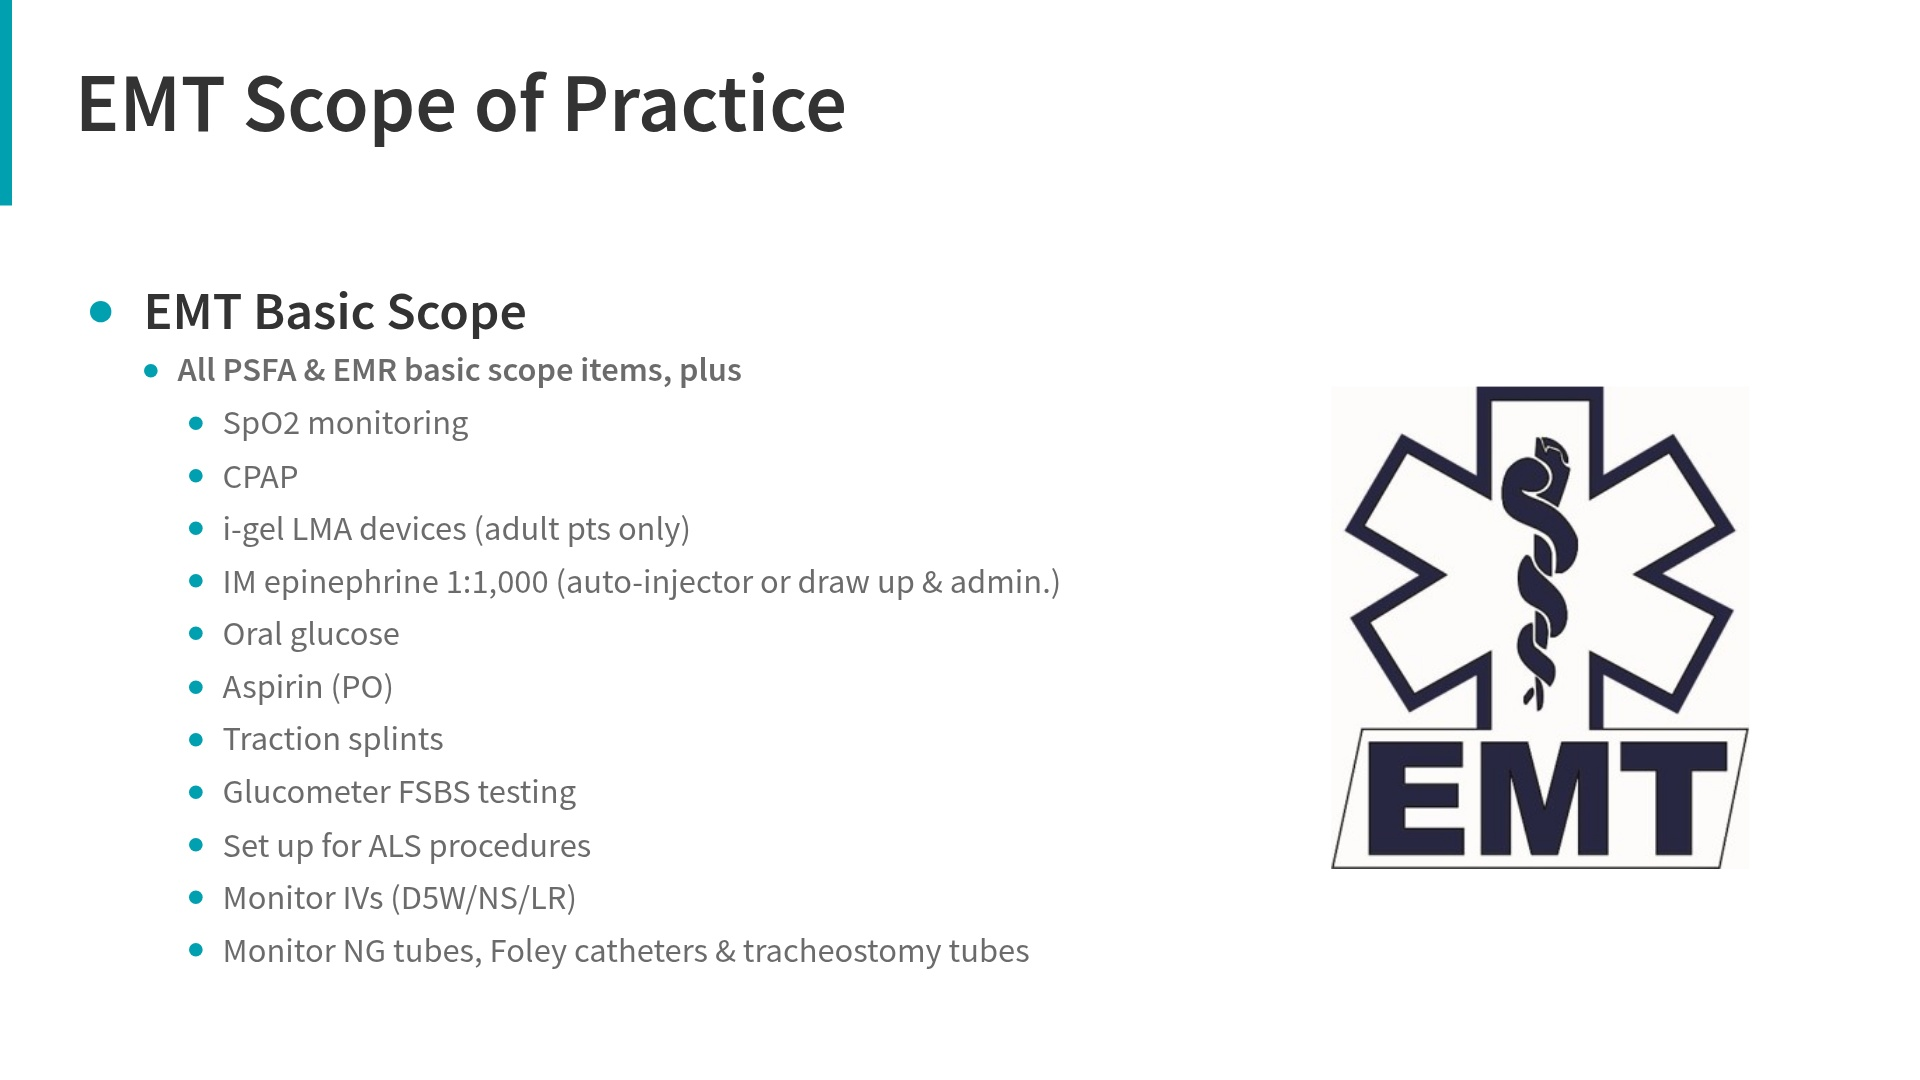 EMT Scope of Practice
EMT Basic Scope
All PSFA & EMR basic scope items, plus
SpO2 monitoring
CPAP
i-gel LMA devices (adult pts only)
IM epinephrine 1:1,000 (auto-injector or draw up & admin.)
Oral glucose
Aspirin (PO)
Traction splints
Glucometer FSBS testing
Set up for ALS procedures
Monitor IVs (D5W/NS/LR)
Monitor NG tubes, Foley catheters & tracheostomy tubes
EMT